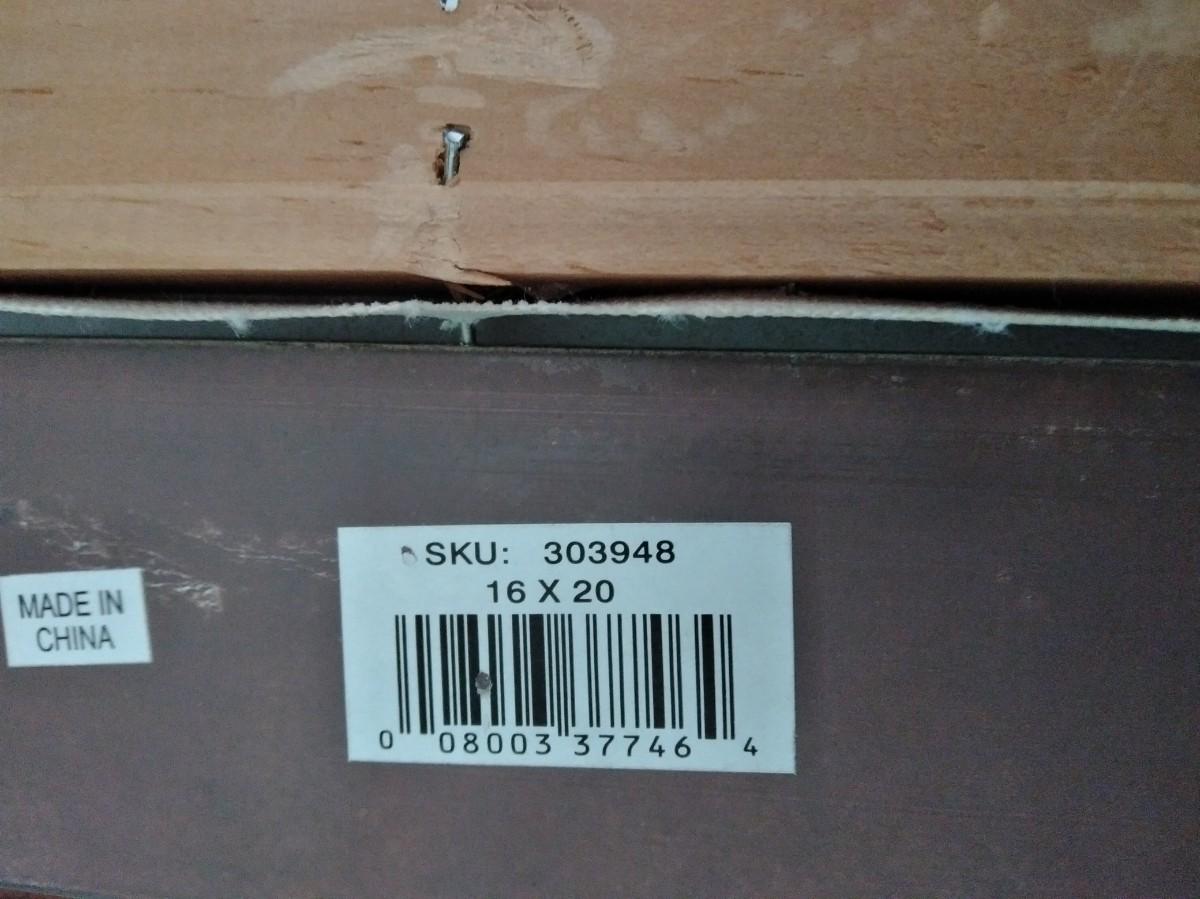 SKU: 303948
16 X 20
MADE IN
CHINA
0 08003 37746 4